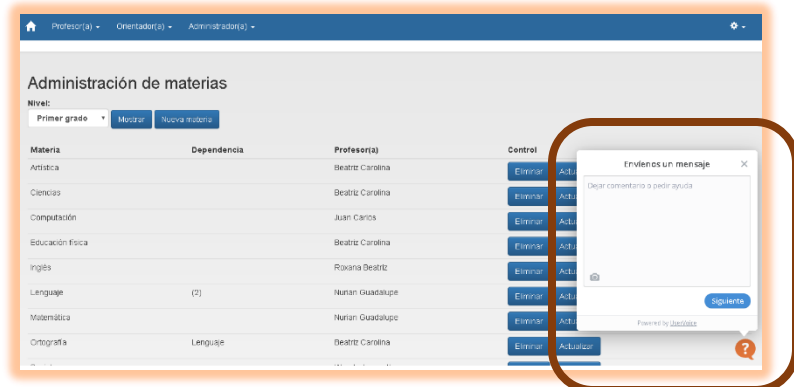 Profesor(a) Orientador(a) Administrador(a)
Administración de materias
Nivel:
Primer grado Mostrar Nueva materia
Materia Dependencia Profesor(a) Control
Artística Beatriz Carolina Eliminar
Ciencias Beatriz Carolina Eliminar
Computación Juan Carlos Eliminar
Educación física Beatriz Carolina Eliminar
Inglés Roxana Beatriz Eliminar
Lenguaje (2) Nurian Guadalupe Eliminar
Matemática Nurian Guadalupe Eliminar
Ortografía Lenguaje Beatriz Carolina Eliminar Actualizar
Envíenos un mensaje
Dejar comentario o pedir ayuda
Siguiente
Powered by UserVoice
?